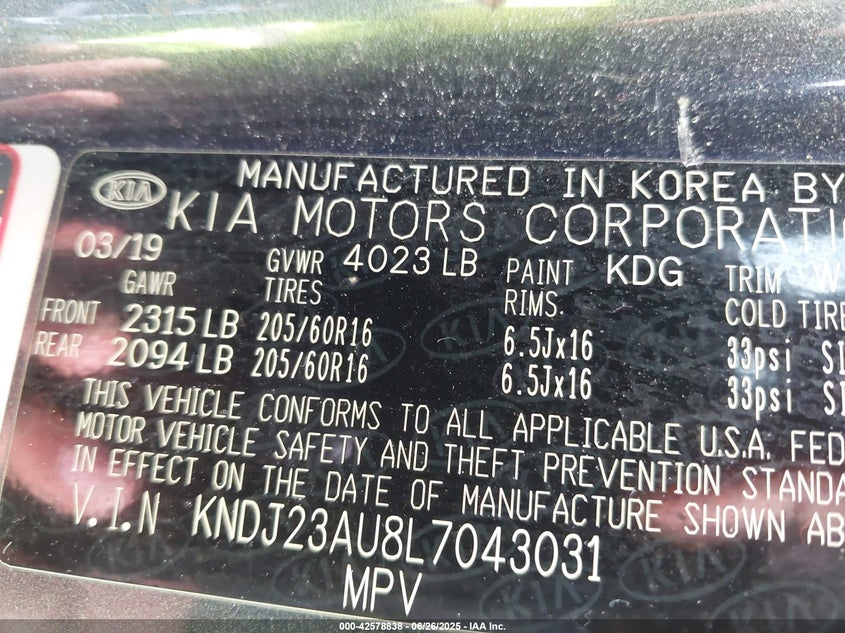 MANUFACTURED IN KOREA BY
KIA KIA MOTORS CORPORATI
03/19 GVWR 4023 LB PAINT KDG TRIM W
GAWR TIRES RIMS. COLD TIRE
FRONT 2315 LB 205/60R16 6.5Jx16 33psi SI
REAR 2094 LB 205/60R16 6.5Jx16 33psi SI
THIS VEHICLE CONFORMS TO ALL APPLICABLE U.S.A. FED
MOTOR VEHICLE SAFETY AND THEFT PREVENTION STANDA
IN EFFECT ON THE DATE OF MANUFACTURE SHOWN AB
V.I.N KNDJ23AU8L7043031
MPV
000-42578838 - 06/26/2025 - IAA Inc.